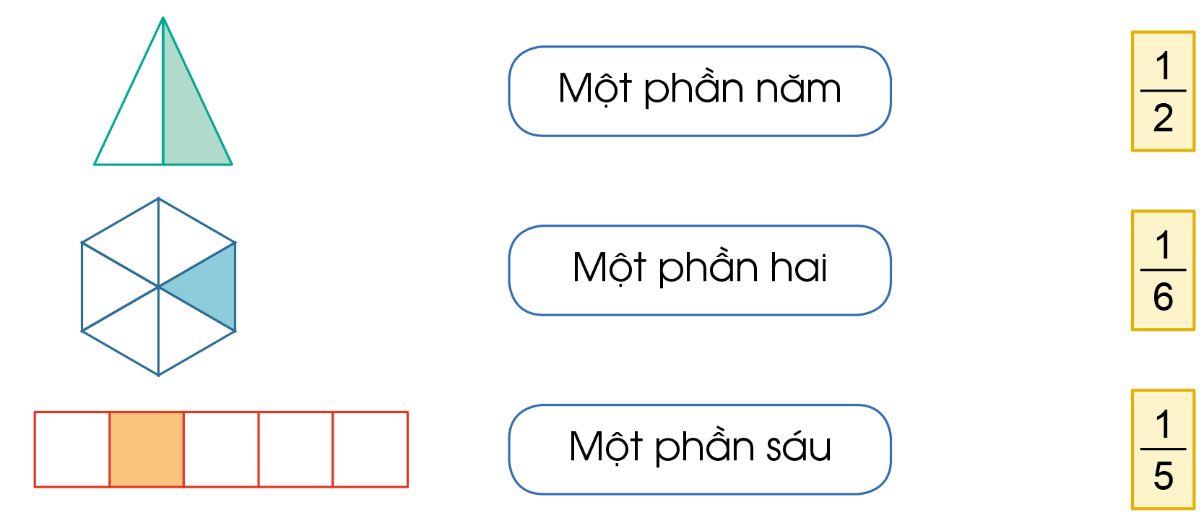 Một phần năm
1
2
Một phần hai
1
6
Một phần sáu
1
5